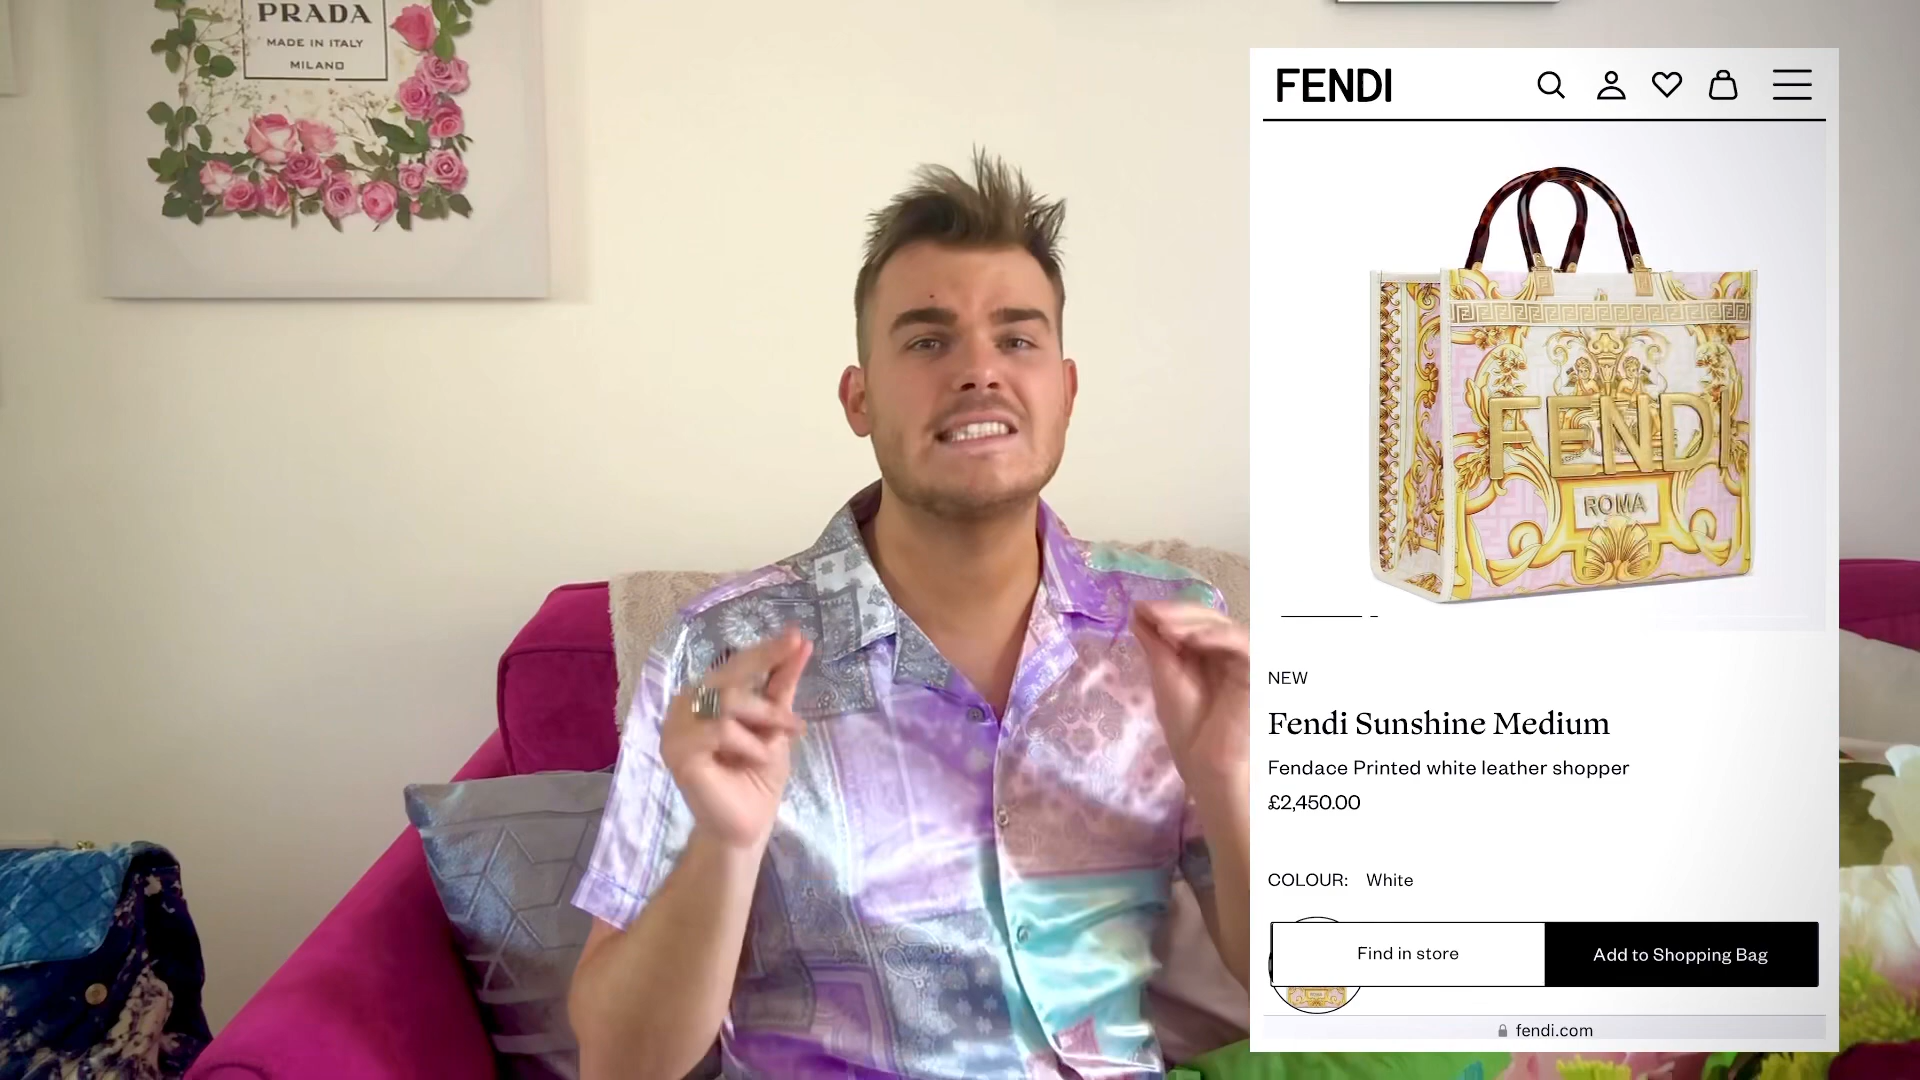 PRADA
MADE IN ITALY
MILANO
FENDI
FENDI
ROMA
NEW
Fendi Sunshine Medium
Fendace Printed white leather shopper
£2,450.00
COLOUR: White
Find in store
Add to Shopping Bag
fendi.com